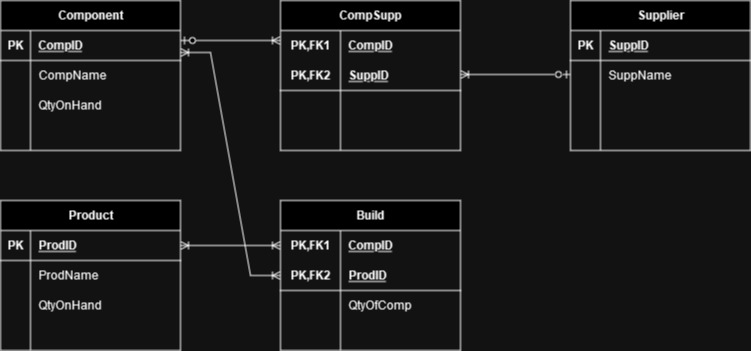 Component
PK CompID
CompName
QtyOnHand
CompSupp
PK,FK1 CompID
PK,FK2 SuppID
Supplier
PK SuppID
SuppName
Product
PK ProdID
ProdName
QtyOnHand
Build
PK,FK1 CompID
PK,FK2 ProdID
QtyOfComp